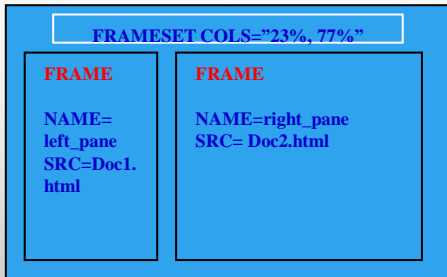 FRAMESET COLS=”23%, 77%”
FRAME
NAME=
left_pane
SRC=Doc1.
html
FRAME
NAME=right_pane
SRC= Doc2.html